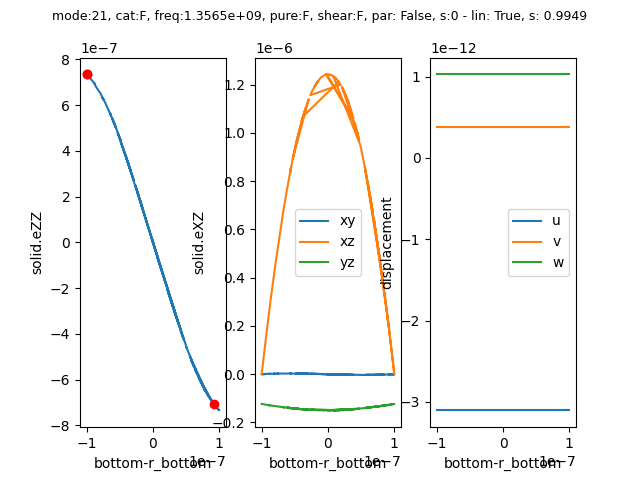 mode:21, cat:F, freq:1.3565e+09, pure:F, shear:F, par: False, s:0 - lin: True, s: 0.9949
1e−7
8
6
4
2
0
−2
−4
−6
−8
solid.eZZ
−1
0
1
1e−7
bottom-r_bottom
1e−6
1.2
1.0
0.8
0.6
0.4
0.2
0.0
−0.2
solid.eXZ
xy
xz
yz
−1
0
1
1e−7
bottom-r_bottom
1e−12
1
0
−1
−2
−3
displacement
u
v
w
−1
0
1
1e−7
bottom-r_bottom